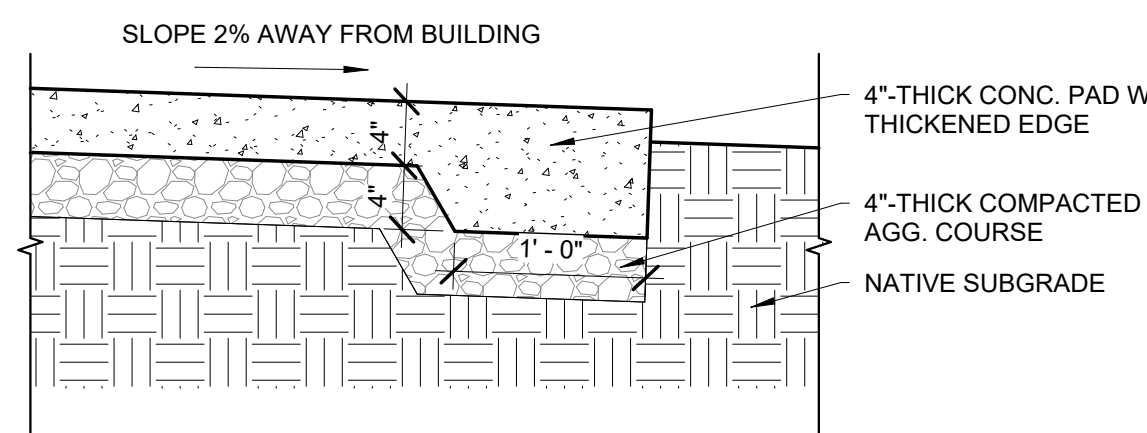 SLOPE 2% AWAY FROM BUILDING
4"-THICK CONC. PAD W
THICKENED EDGE
4"
4"
4"-THICK COMPACTED
AGG. COURSE
1' - 0"
NATIVE SUBGRADE